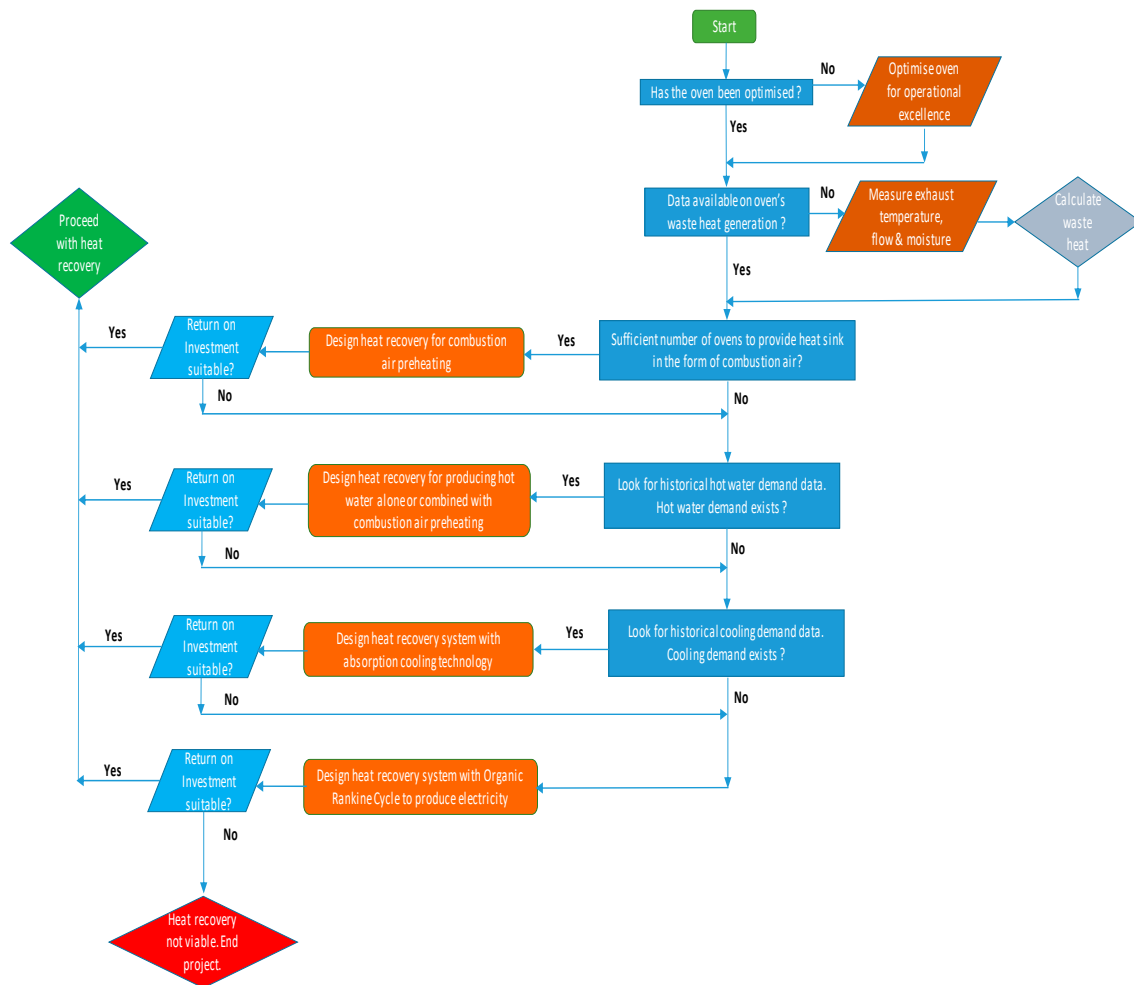 Start
No
Has the oven been optimised ?
Optimise oven
for operational
excellence
Yes
Data available on oven's
waste heat generation ?
No
Measure exhaust
temperature,
flow & moisture
Calculate
waste
heat
Proceed
with heat
recovery
Yes
Sufficient number of ovens to provide heat sink
in the form of combustion air?
Yes
Design heat recovery for combustion
air preheating
Return on
Investment
suitable?
Yes
No
No
Look for historical hot water demand data.
Hot water demand exists ?
Yes
Design heat recovery for producing hot
water alone or combined with
combustion air preheating
Return on
Investment
suitable?
Yes
No
No
Look for historical cooling demand data.
Cooling demand exists ?
Yes
Design heat recovery system with
absorption cooling technology
Return on
Investment
suitable?
Yes
No
No
Design heat recovery system with Organic
Rankine Cycle to produce electricity
Return on
Investment
suitable?
Yes
No
Heat recovery
not viable. End
project.